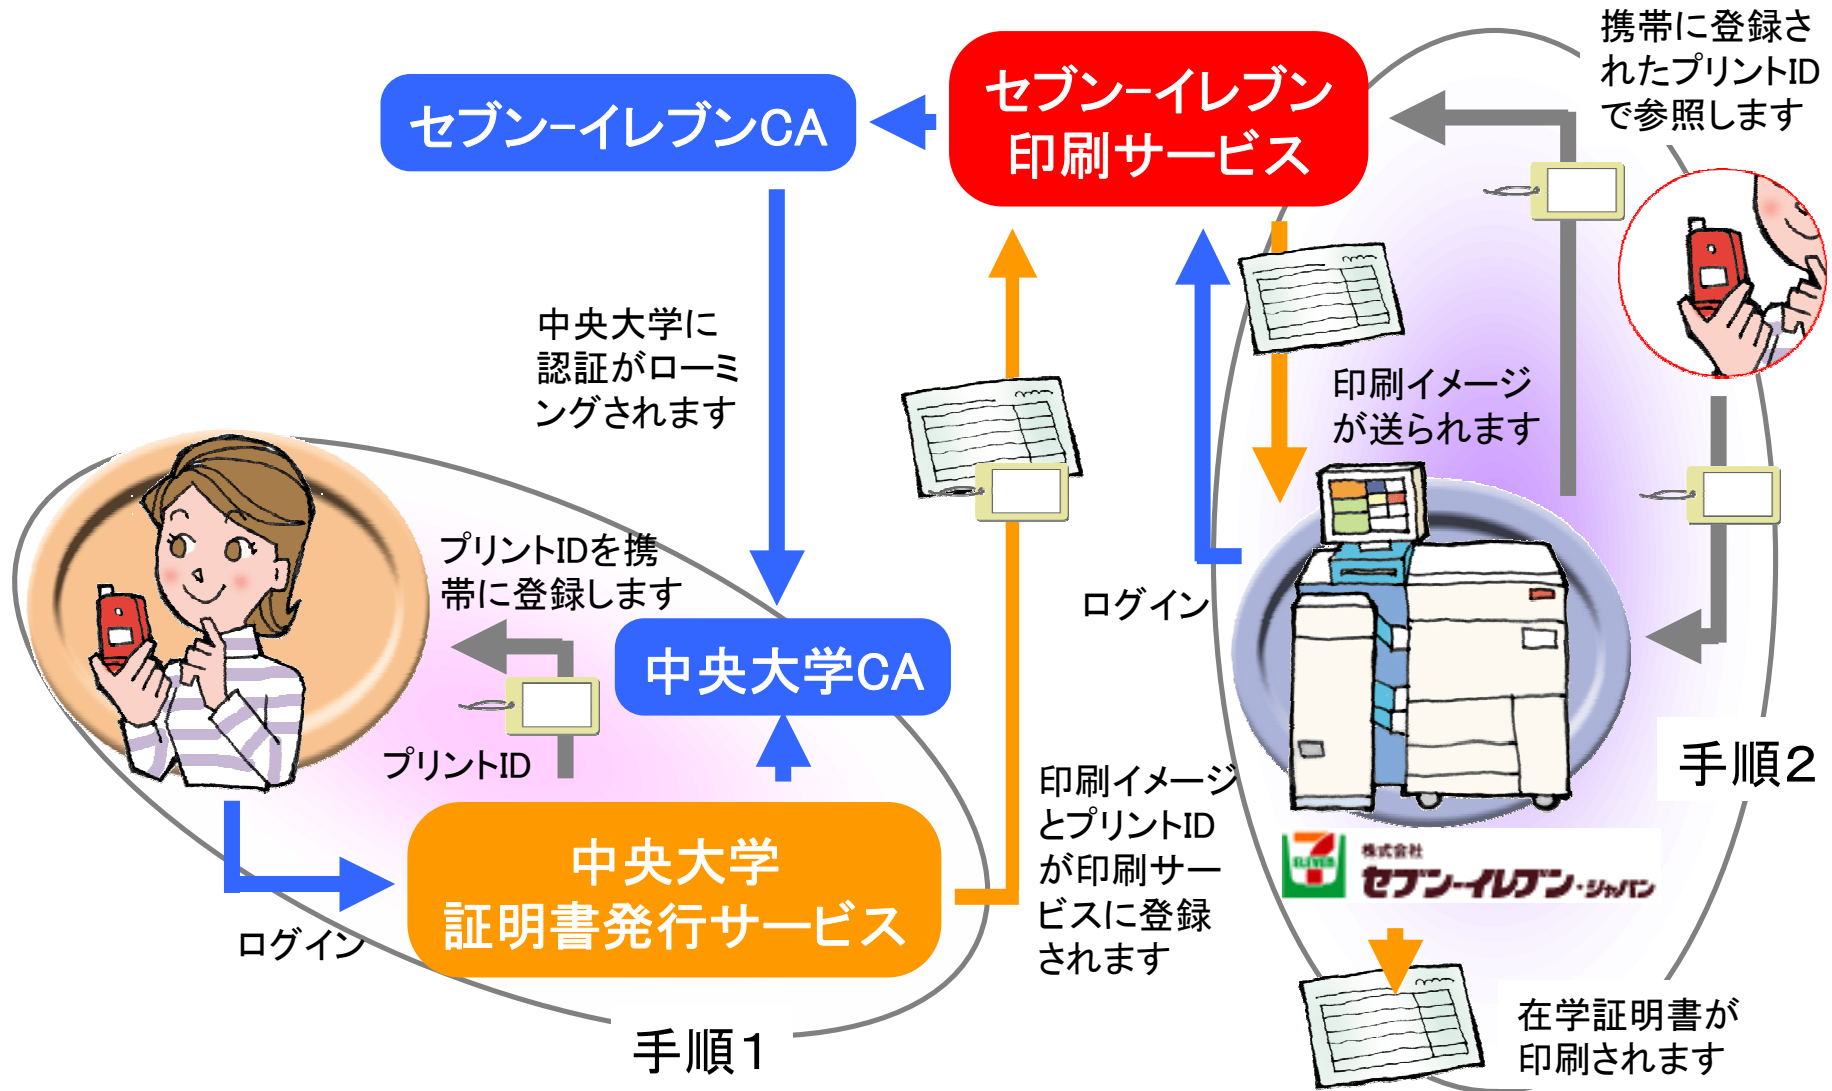 携帯に登録さ
れたプリントID
で参照します
セブン-イレブン
印刷サービス
セブン-イレブンCA
中央大学に
認証がローミ
ングされます
印刷イメージ
が送られます
プリントIDを携
帯に登録します
ログイン
中央大学CA
プリントID
手順２
印刷イメージ
とプリントID
が印刷サー
ビスに登録
されます
中央大学
証明書発行サービス
ログイン
7
ELEVEN
株式会社
セブン-イレブン・ジャパン
在学証明書が
印刷されます
手順１